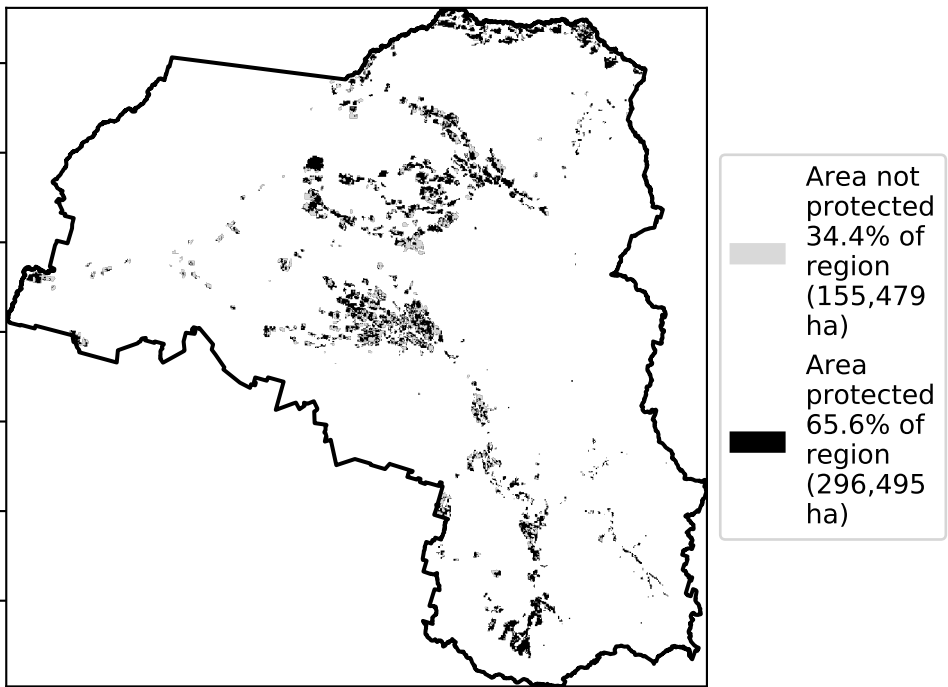 Area not
protected
34.4% of
region
(155,479
ha)
Area
protected
65.6% of
region
(296,495
ha)